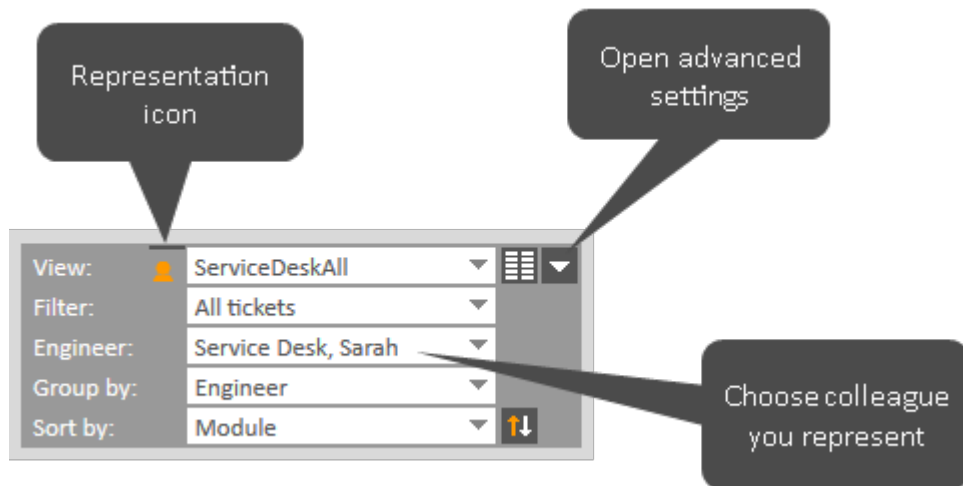 Representation
icon
Open advanced
settings
View: ServiceDeskAll
Filter: All tickets
Engineer: Service Desk, Sarah
Group by: Engineer
Sort by: Module
Choose colleague
you represent